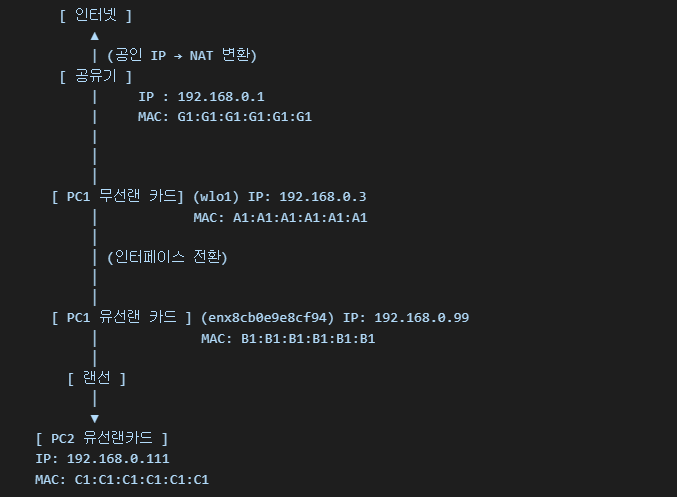 [ 인터넷 ]
▲
| (공인 IP → NAT 변환)
[ 공유기 ]
| IP : 192.168.0.1
| MAC: G1:G1:G1:G1:G1:G1
|
|
|
[ PC1 무선랜 카드] (wlo1) IP: 192.168.0.3
| MAC: A1:A1:A1:A1:A1:A1
|
| (인터페이스 전환)
|
|
[ PC1 유선랜 카드 ] (enx8cb0e9e8cf94) IP: 192.168.0.99
| MAC: B1:B1:B1:B1:B1:B1
|
[ 랜선 ]
|
▼
[ PC2 유선랜카드 ]
IP: 192.168.0.111
MAC: C1:C1:C1:C1:C1:C1